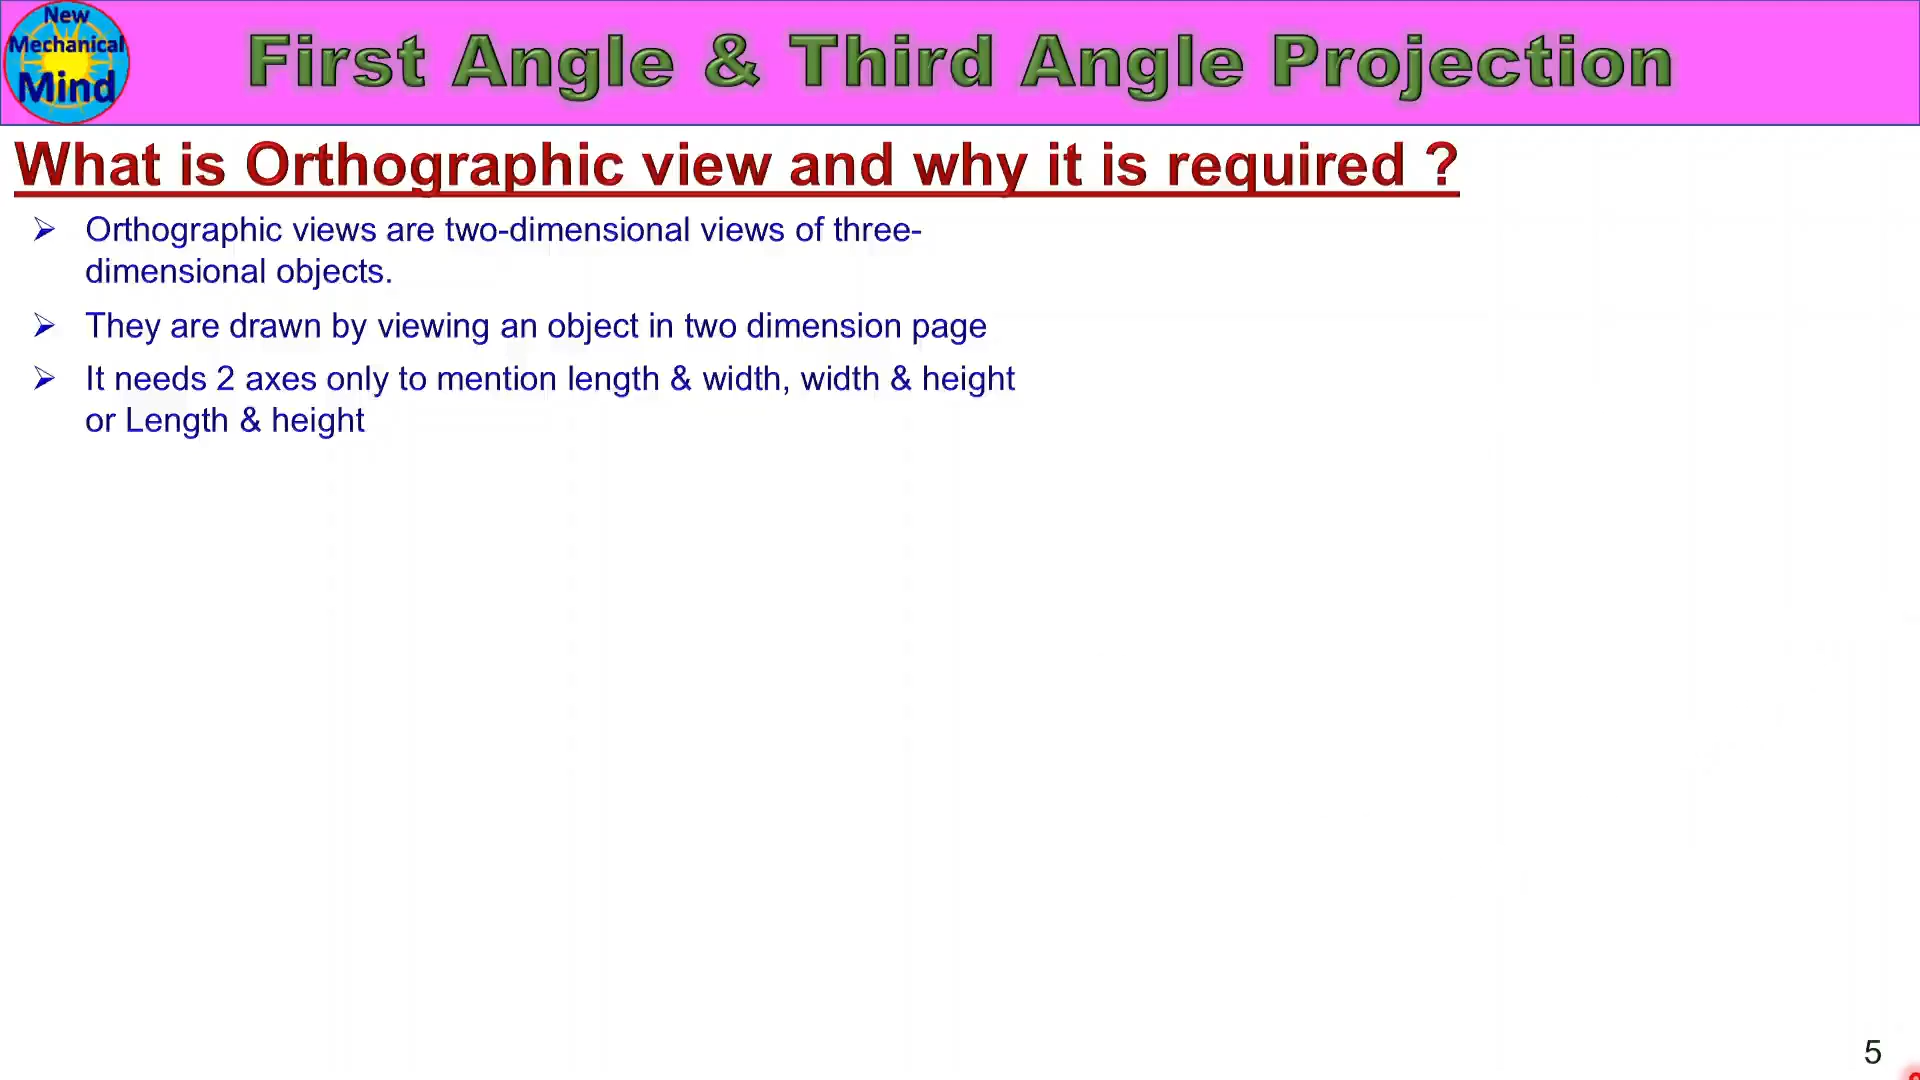 New
Mechanical
Mind
First Angle & Third Angle Projection
What is Orthographic view and why it is required ?
➢ Orthographic views are two-dimensional views of three-
dimensional objects.
➢ They are drawn by viewing an object in two dimension page
➢ It needs 2 axes only to mention length & width, width & height
or Length & height
5